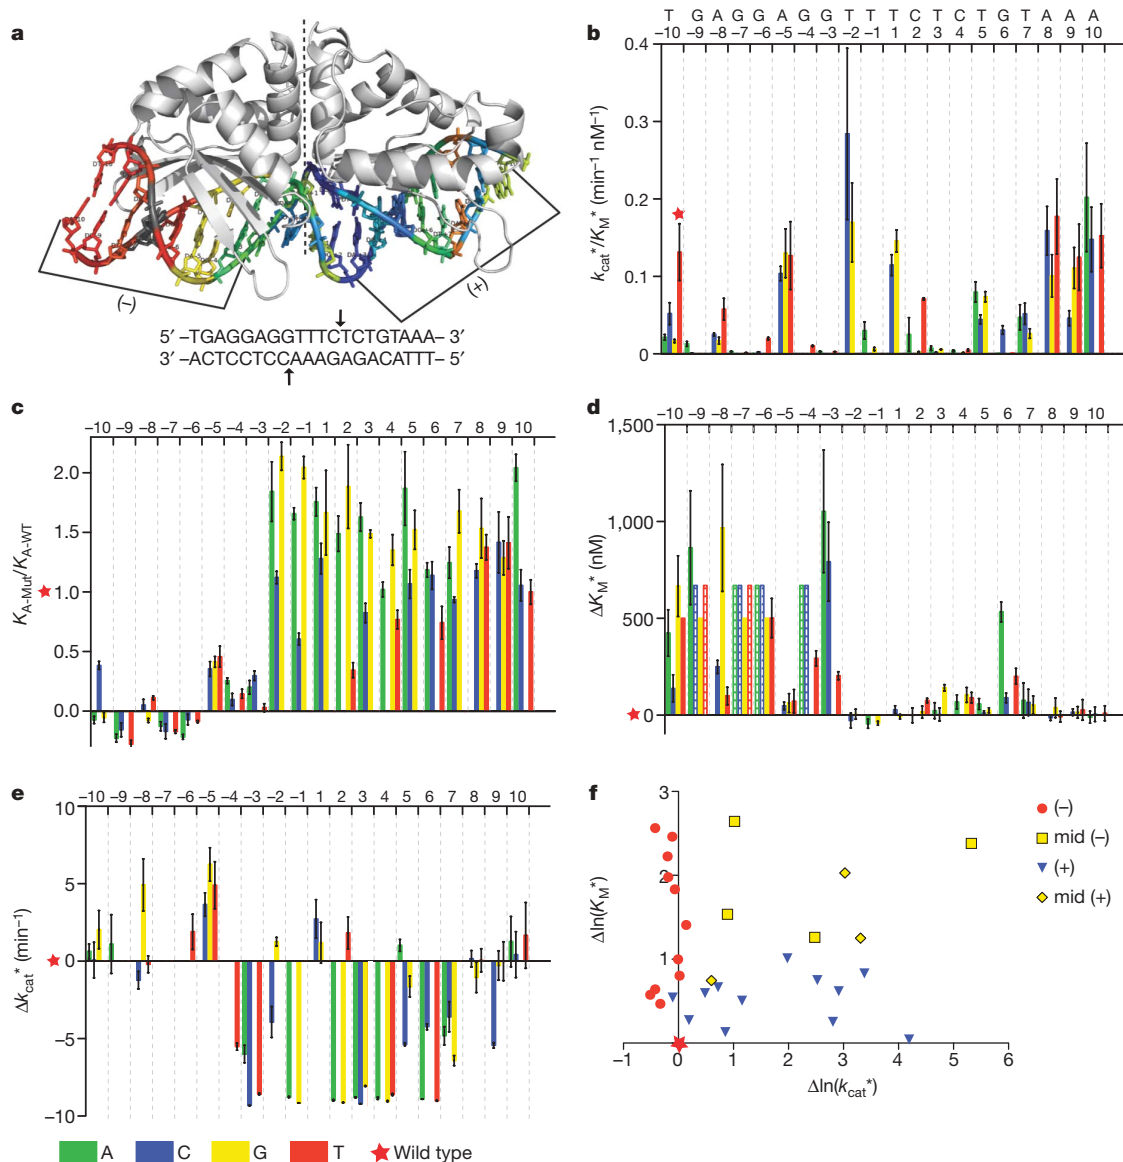 a
(−)
(+)
5′ –TGAGGAGGTTTCTCTGTAAA– 3′
3′ –ACTCCTCCAAAGAGACATTT– 5′
b
T G A G G A G G T T T C T C T G T A A A
−10 −9 −8 −7 −6 −5 −4 −3 −2 −1 1 2 3 4 5 6 7 8 9 10
0.4
0.3
0.2
0.1
0
kcat*/KM* (min−1 nM−1)
c
−10 −9 −8 −7 −6 −5 −4 −3 −2 −1 1 2 3 4 5 6 7 8 9 10
2.0
1.5
1.0
0.5
0.0
KA-Mut/KA-WT
d
−10 −9 −8 −7 −6 −5 −4 −3 −2 −1 1 2 3 4 5 6 7 8 9 10
1,500
1,000
500
0
ΔKM* (nM)
e
−10 −9 −8 −7 −6 −5 −4 −3 −2 −1 1 2 3 4 5 6 7 8 9 10
10
5
0
−5
−10
Δkcat* (min−1)
A C G T Wild type
f
3
2
1
−1 0 1 2 3 4 5 6
Δln(KM*)
Δln(kcat*)
(−)
mid (−)
(+)
mid (+)